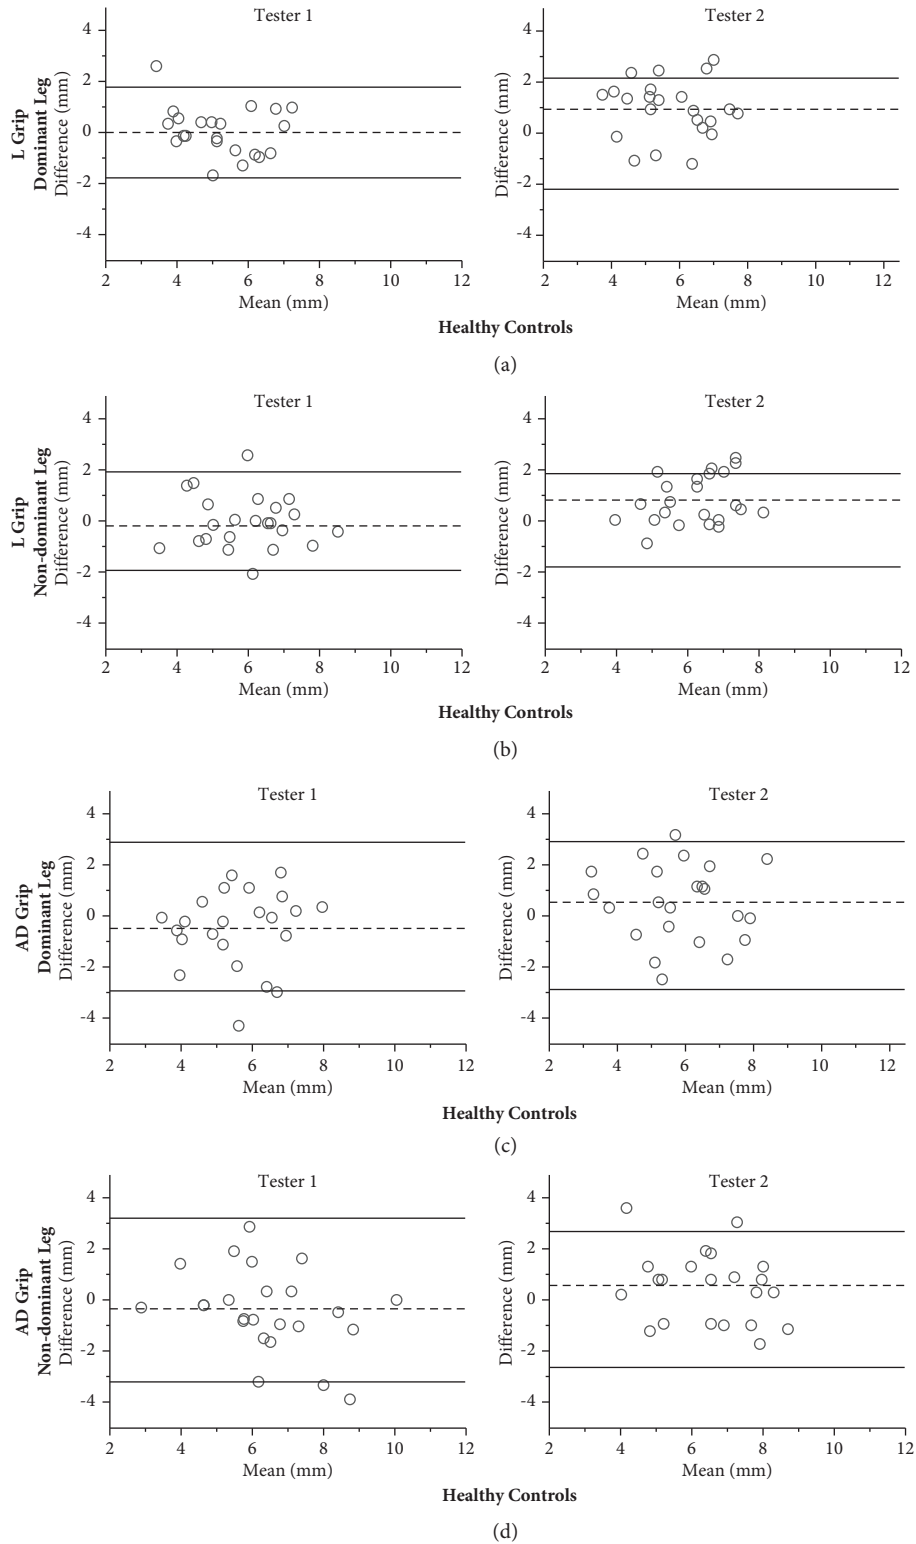 Tester 1
Tester 2
L Grip
Dominant Leg
Difference (mm)
4
2
0
-2
-4
2 4 6 8 10 12
Mean (mm)
Difference (mm)
4
2
0
-2
-4
2 4 6 8 10 12
Mean (mm)
Healthy Controls
(a)
Tester 1
Tester 2
L Grip
Non-dominant Leg
Difference (mm)
4
2
0
-2
-4
2 4 6 8 10 12
Mean (mm)
Difference (mm)
4
2
0
-2
-4
2 4 6 8 10 12
Mean (mm)
Healthy Controls
(b)
Tester 1
Tester 2
AD Grip
Dominant Leg
Difference (mm)
4
2
0
-2
-4
2 4 6 8 10 12
Mean (mm)
Difference (mm)
4
2
0
-2
-4
2 4 6 8 10 12
Mean (mm)
Healthy Controls
(c)
Tester 1
Tester 2
AD Grip
Non-dominant Leg
Difference (mm)
4
2
0
-2
-4
2 4 6 8 10 12
Mean (mm)
Difference (mm)
4
2
0
-2
-4
2 4 6 8 10 12
Mean (mm)
Healthy Controls
(d)